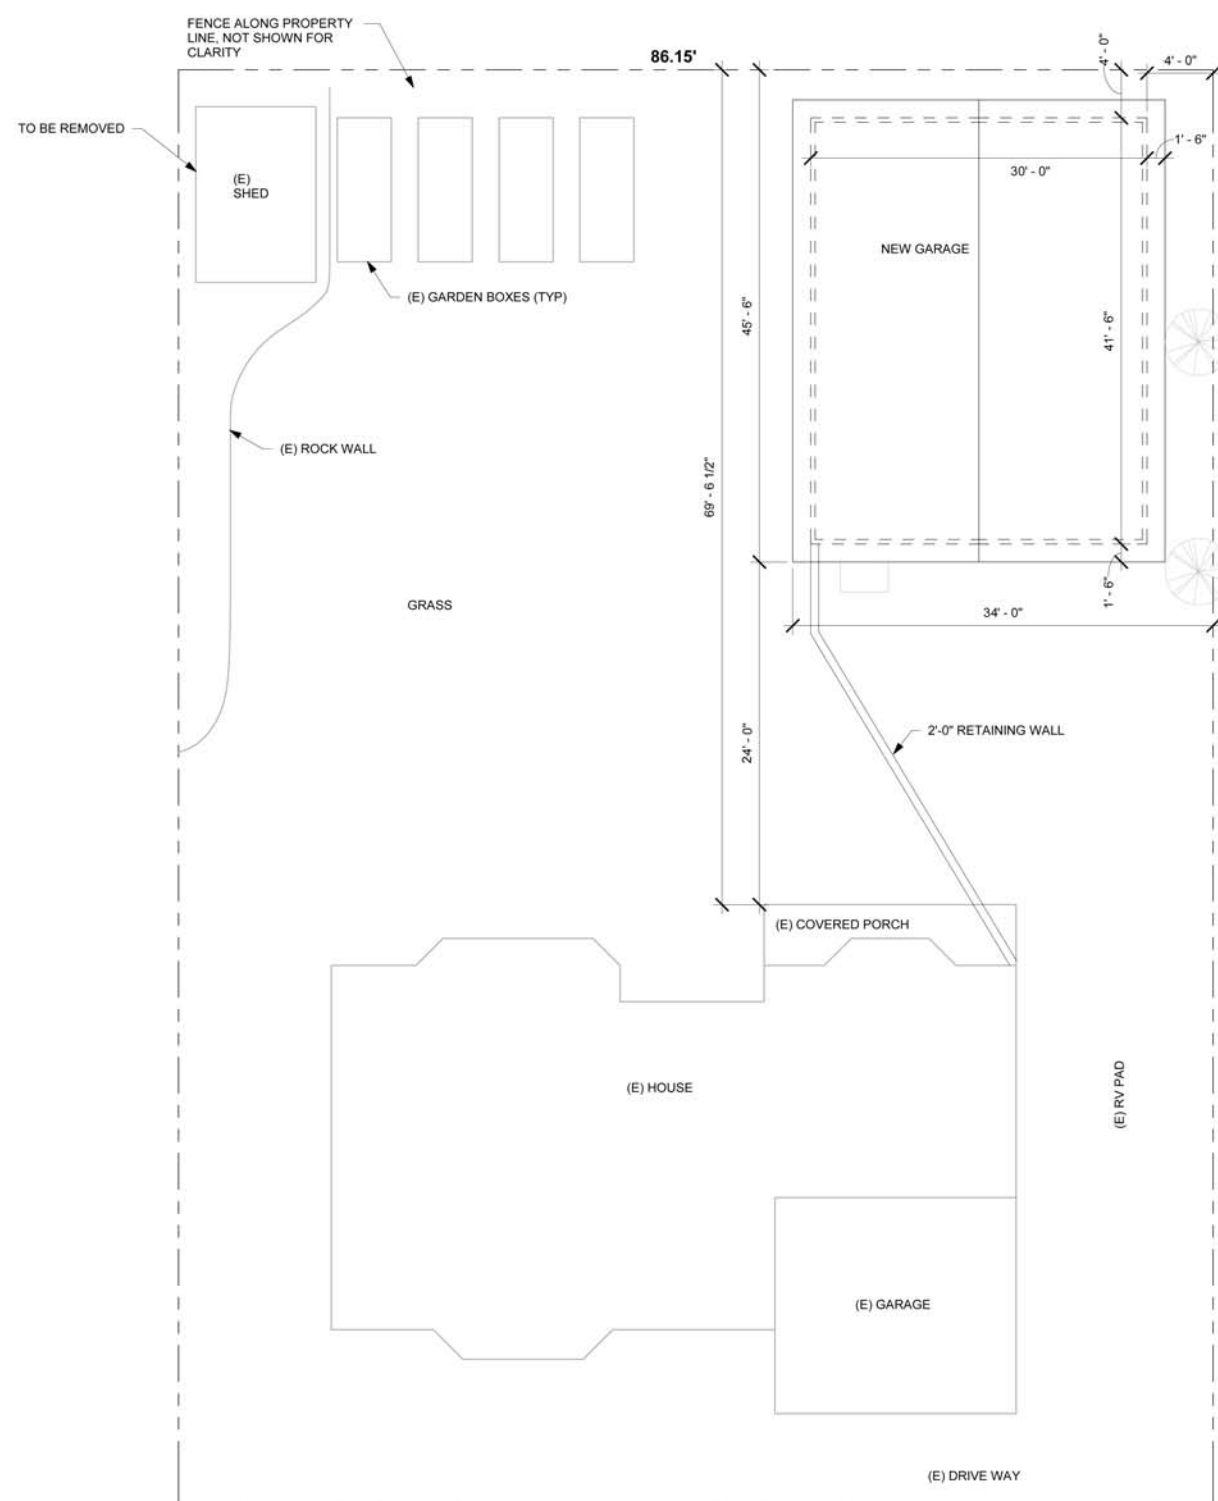 FENCE ALONG PROPERTY
LINE, NOT SHOWN FOR
CLARITY
86.15'
4' - 0"
4' - 0"
TO BE REMOVED
1' - 6"
30' - 0"
(E)
SHED
NEW GARAGE
(E) GARDEN BOXES (TYP)
45' - 6"
41' - 6"
(E) ROCK WALL
69' - 6 1/2"
GRASS
1' - 6"
34' - 0"
24' - 0"
2'-0" RETAINING WALL
(E) COVERED PORCH
(E) HOUSE
(E) RV PAD
(E) GARAGE
(E) DRIVE WAY